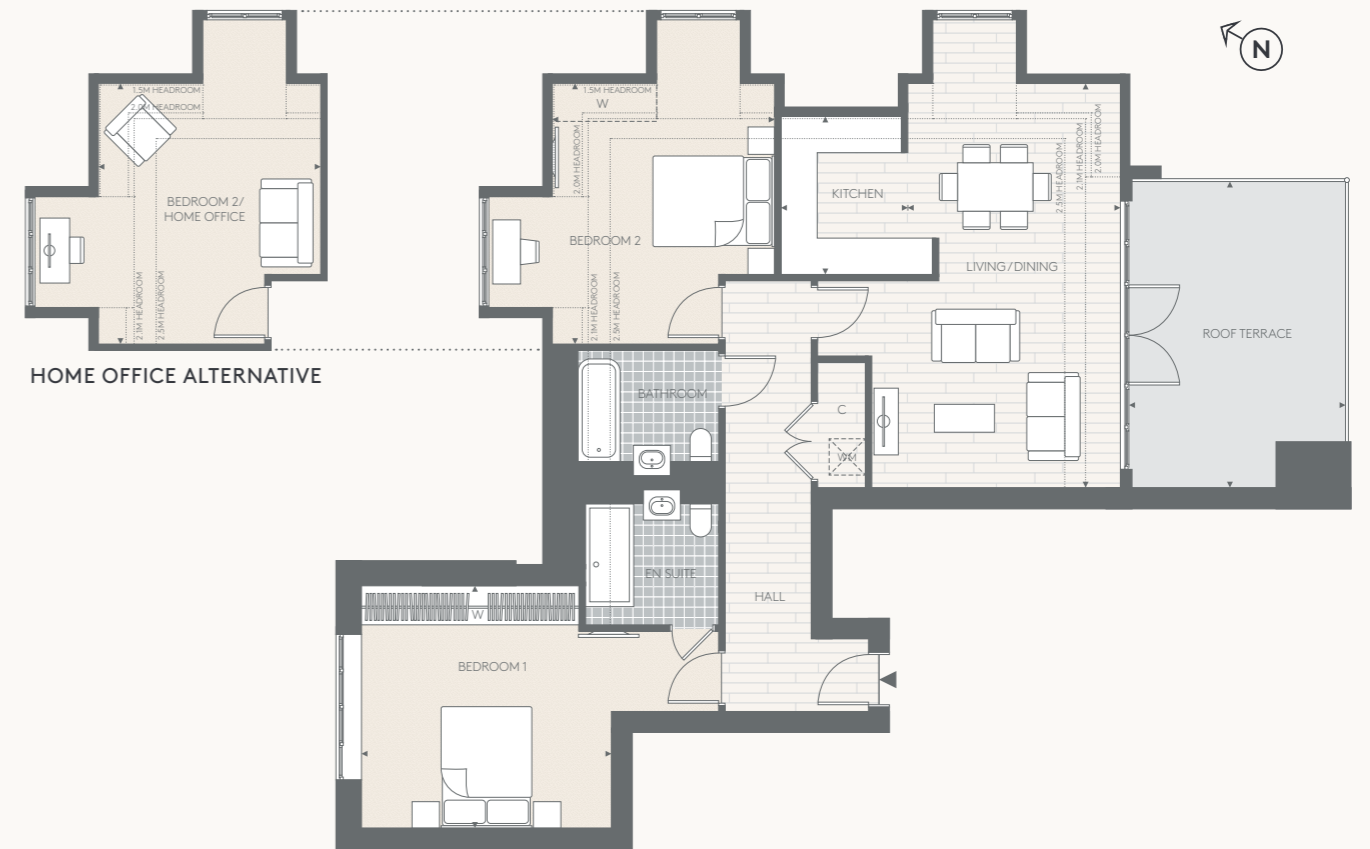 N
1.5M HEADROOM
2.0M HEADROOM
BEDROOM 2/
HOME OFFICE
2.1M HEADROOM
2.5M HEADROOM
HOME OFFICE ALTERNATIVE
1.5M HEADROOM
W
2.0M HEADROOM
BEDROOM 2
2.1M HEADROOM
2.5M HEADROOM
KITCHEN
2.5M HEADROOM
2.1M HEADROOM
2.0M HEADROOM
LIVING/DINING
ROOF TERRACE
BATHROOM
C
WM
EN SUITE
HALL
W
BEDROOM 1